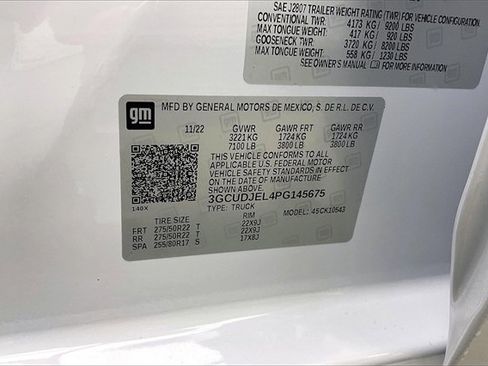 SAE J2807 TRAILER WEIGHT RATING (TWR) FOR VEHICLE CONFIGURATION
CONVENTIONAL TWR: 4173 KG / 9200 LBS
MAX TONGUE WEIGHT: 417 KG / 920 LBS
GOOSENECK TWR: 3720 KG / 8200 LBS
MAX TONGUE WEIGHT: 558 KG / 1230 LBS
SEE OWNER'S MANUAL FOR MORE INFORMATION
gm
MFD BY GENERAL MOTORS DE MEXICO, S. DE R.L. DE C.V.
11/22 GVWR GAWR FRT GAWR RR
3221 KG 1724 KG 1724 KG
7100 LB 3800 LB 3800 LB
THIS VEHICLE CONFORMS TO ALL
APPLICABLE U.S. FEDERAL MOTOR
VEHICLE SAFETY AND THEFT
PREVENTION STANDARDS IN EFFECT
ON THE DATE OF MANUFACTURE
SHOWN ABOVE.
3GCUDJEL4PG145675
140X
TYPE: TRUCK MODEL: 45CK10543
TIRE SIZE RIM
FRT 275/50R22 T 22X9J
RR 275/50R22 T 22X9J
SPA 255/80R17 S 17X8J